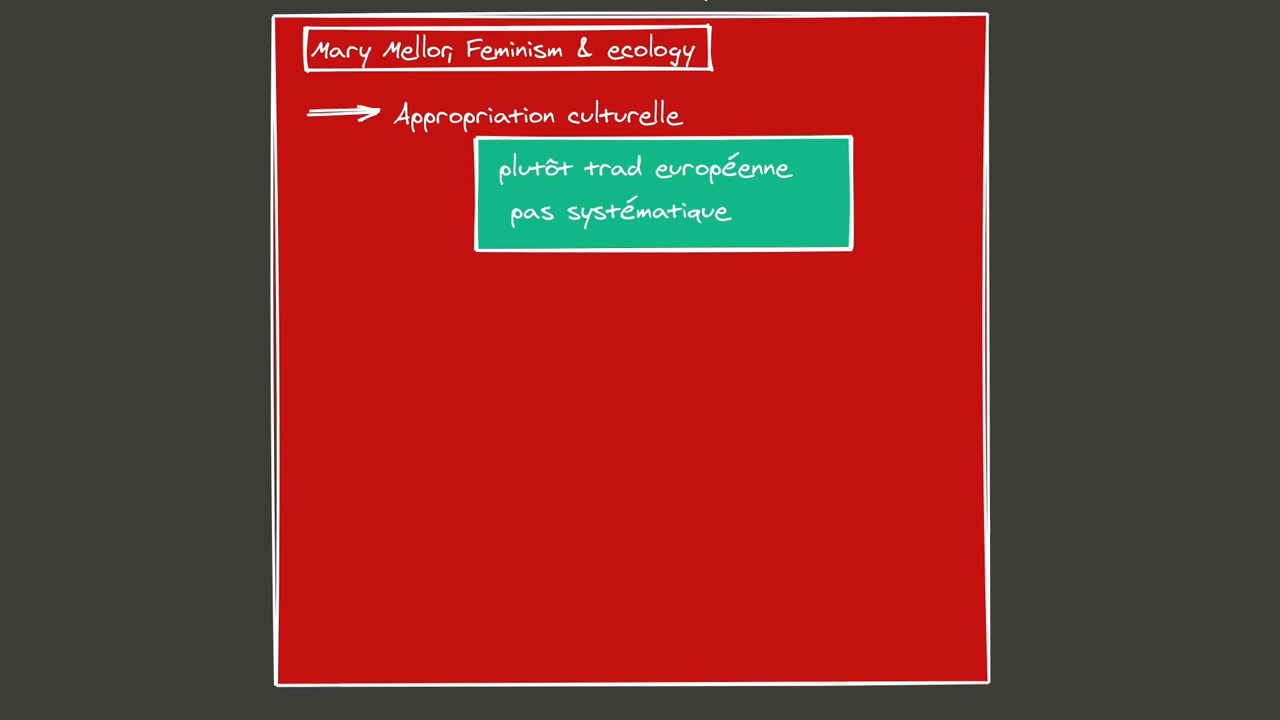 Mary Mellor, Feminism & ecology
Appropriation culturelle
plutôt trad européenne
pas systématique